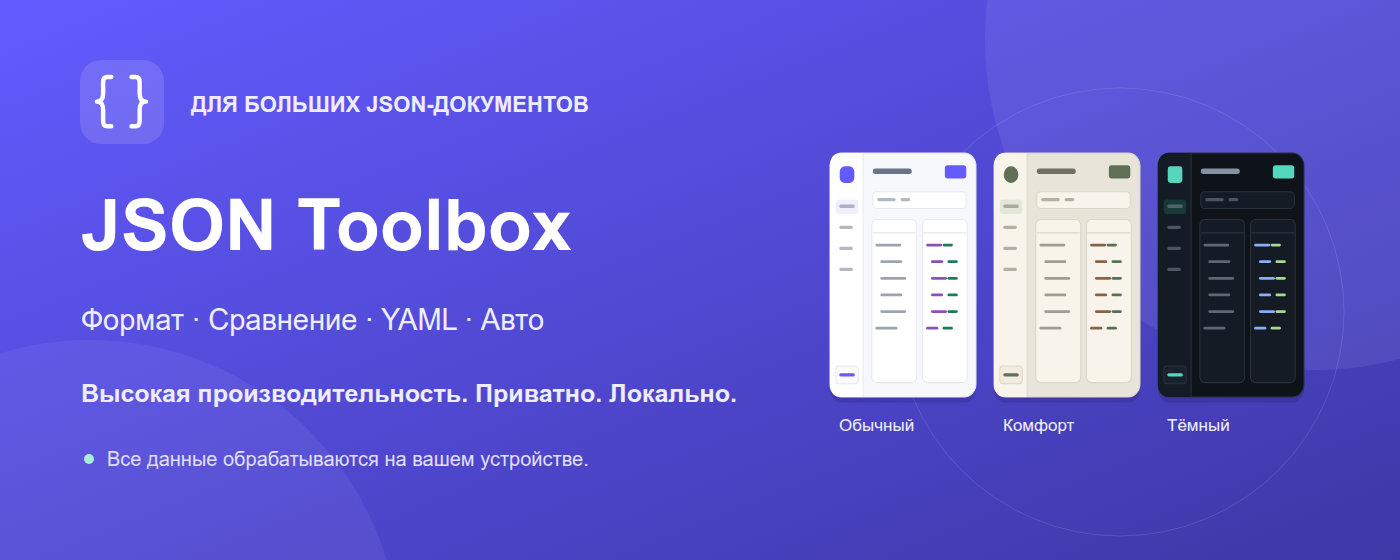 { }
ДЛЯ БОЛЬШИХ JSON-ДОКУМЕНТОВ
JSON Toolbox
Формат · Сравнение · YAML · Авто
Высокая производительность. Приватно. Локально.
Все данные обрабатываются на вашем устройстве.
Обычный
Комфорт
Тёмный